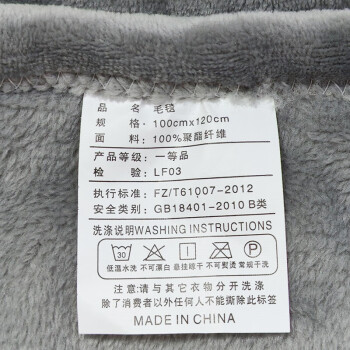 品 名：毛毯
规格：100cmx120cm
面 料：100%聚酯纤维
产品等级：一等品
检 验：LF03
执行标准：FZ/T61007-2012
安全类别：GB18401-2010 B类
洗涤说明WASHING INSTRUCTIONS
30
低温水洗 不可漂白 悬挂晾干 不可熨烫 常规干洗
注意：请与其它衣物分开洗涤
除了消费者以外任何人不能撕除此标签
MADE IN CHINA